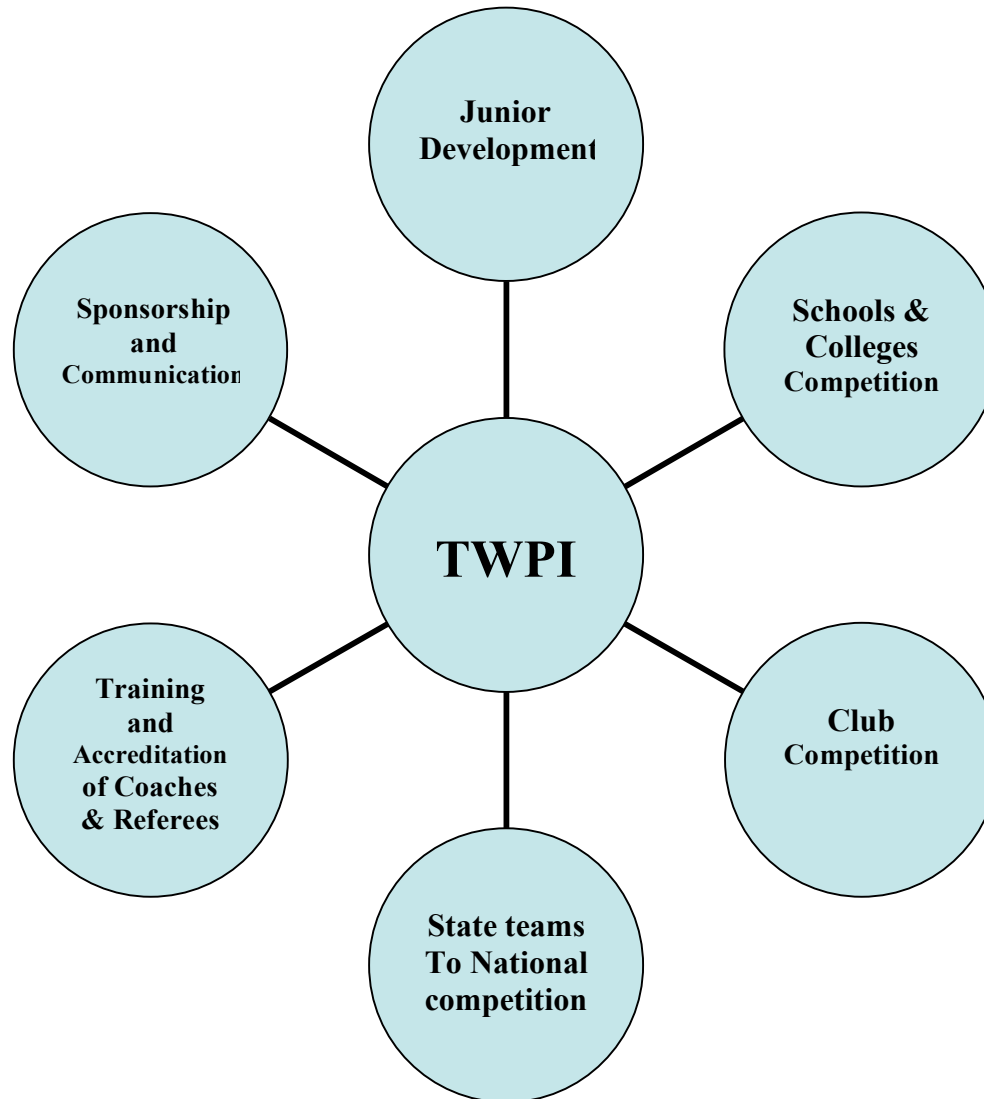 Junior
Development
Sponsorship
and
Communication
Schools &
Colleges
Competition
TWPI
Training
and
Accreditation
of Coaches
& Referees
Club
Competition
State teams
To National
competition